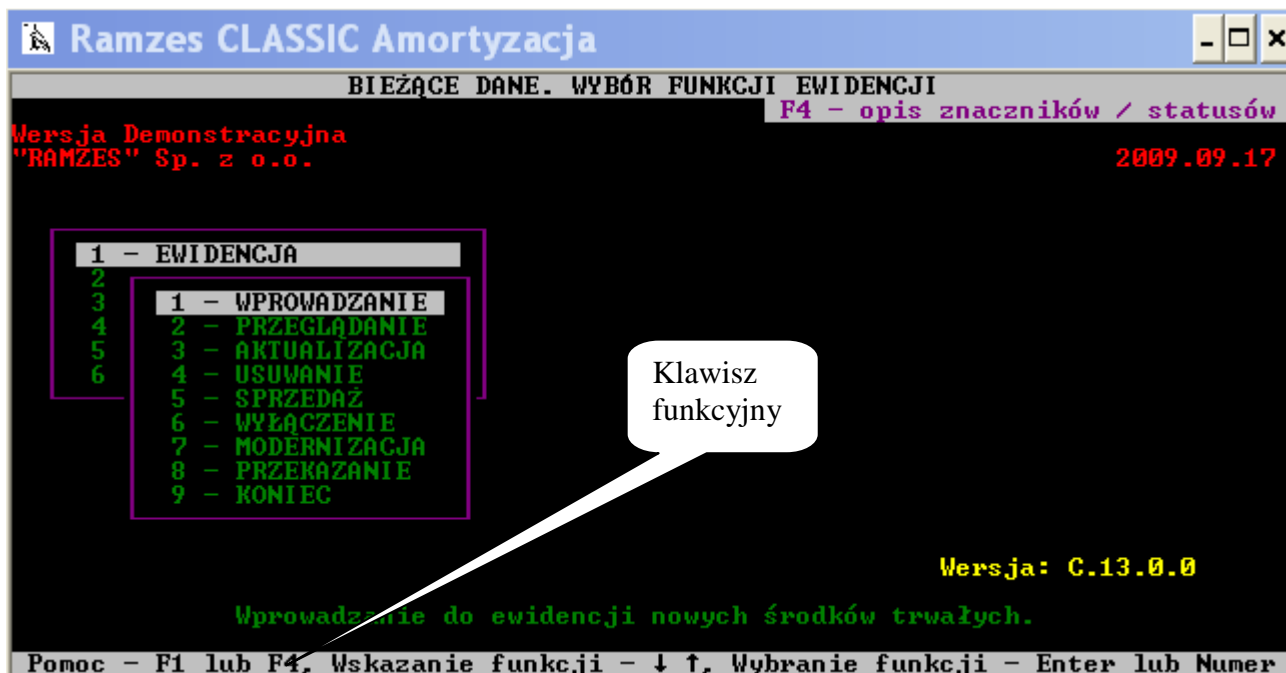 Ramzes CLASSIC Amortyzacja
BIEŻĄCE DANE. WYBÓR FUNKCJI EWIDENCJI
F4 - opis znaczników / statusów
Wersja Demonstracyjna
"RAMZES" Sp. z o.o.
2009.09.17
1 - EWIDENCJA
2
3
4
5
6
1 - WPROWADZANIE
2 - PRZEGLĄDANIE
3 - AKTUALIZACJA
4 - USUWANIE
5 - SPRZEDAŻ
6 - WYŁĄCZENIE
7 - MODERNIZACJA
8 - PRZEKAZANIE
9 - KONIEC
Klawisz
funkcyjny
Wersja: C.13.0.0
Wprowadzanie do ewidencji nowych środków trwałych.
Pomoc - F1 lub F4, Wskazanie funkcji - ↓ ↑, Wybranie funkcji - Enter lub Numer